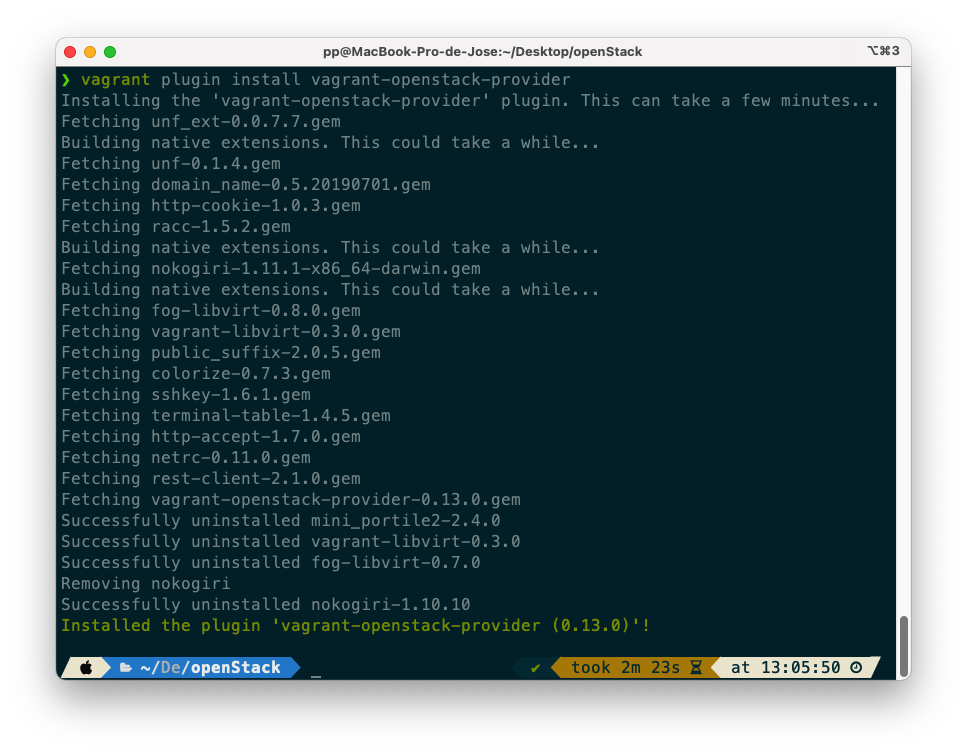 pp@MacBook-Pro-de-Jose:~/Desktop/openStack ⌥⌘3
❯ vagrant plugin install vagrant-openstack-provider
Installing the 'vagrant-openstack-provider' plugin. This can take a few minutes...
Fetching unf_ext-0.0.7.7.gem
Building native extensions. This could take a while...
Fetching unf-0.1.4.gem
Fetching domain_name-0.5.20190701.gem
Fetching http-cookie-1.0.3.gem
Fetching racc-1.5.2.gem
Building native extensions. This could take a while...
Fetching nokogiri-1.11.1-x86_64-darwin.gem
Building native extensions. This could take a while...
Fetching fog-libvirt-0.8.0.gem
Fetching vagrant-libvirt-0.3.0.gem
Fetching public_suffix-2.0.5.gem
Fetching colorize-0.7.3.gem
Fetching sshkey-1.6.1.gem
Fetching terminal-table-1.4.5.gem
Fetching http-accept-1.7.0.gem
Fetching netrc-0.11.0.gem
Fetching rest-client-2.1.0.gem
Fetching vagrant-openstack-provider-0.13.0.gem
Successfully uninstalled mini_portile2-2.4.0
Successfully uninstalled vagrant-libvirt-0.3.0
Successfully uninstalled fog-libvirt-0.7.0
Removing nokogiri
Successfully uninstalled nokogiri-1.10.10
Installed the plugin 'vagrant-openstack-provider (0.13.0)'!
~/De/openStack _ ✔ took 2m 23s at 13:05:50